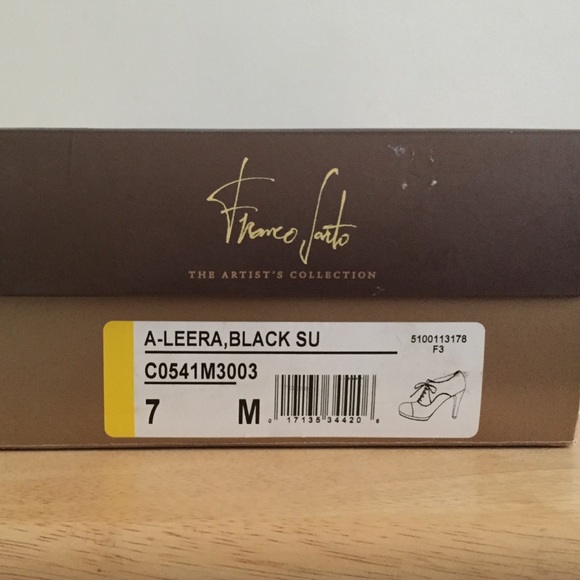 Franco Sarto
THE ARTIST'S COLLECTION
A-LEERA,BLACK SU
5100113178
F3
C0541M3003
7 M
0 17135 34420 6